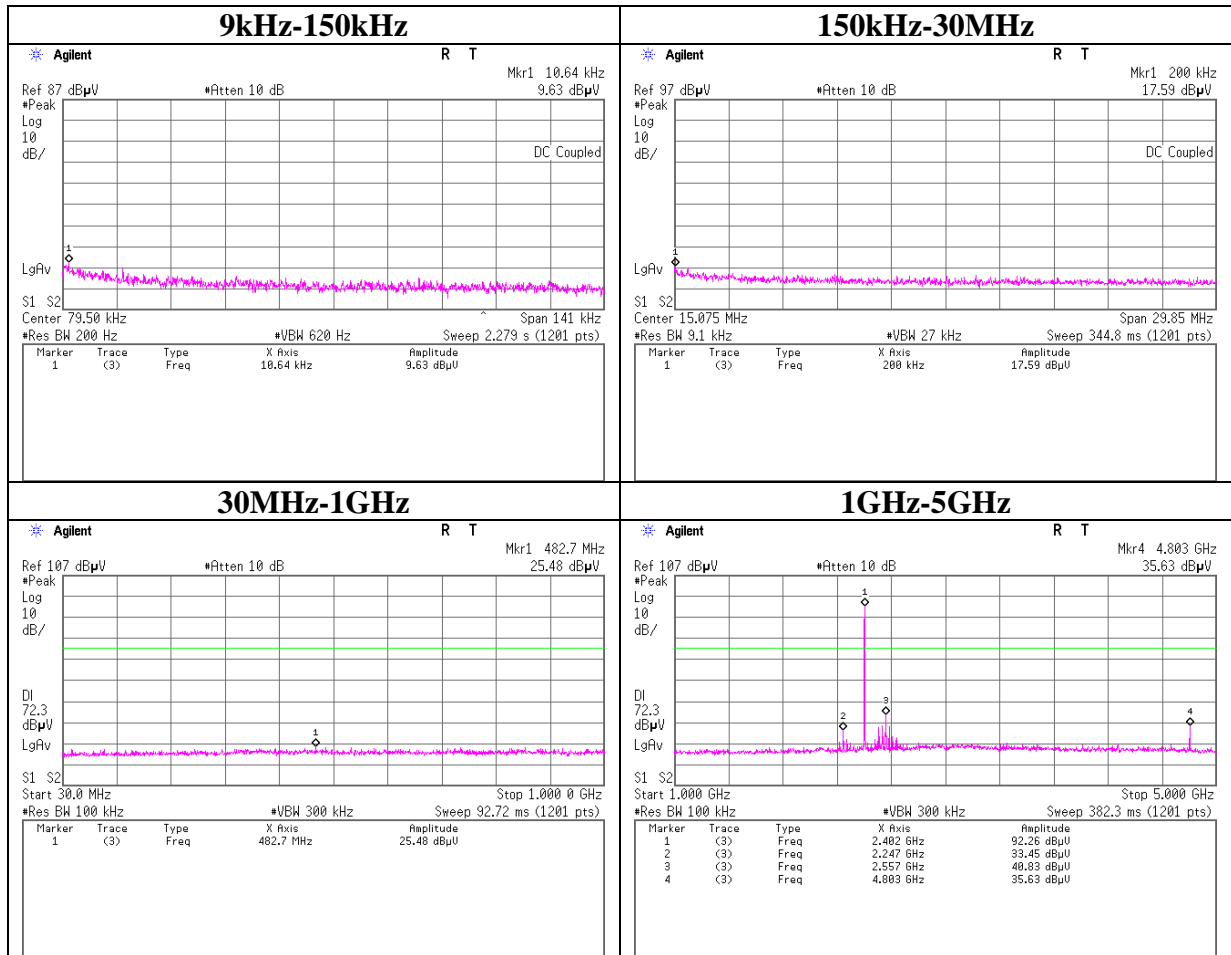 9kHz-150kHz
Agilent R T
Mkr1 10.64 kHz
Ref 87 dBµV #Atten 10 dB 9.63 dBµV
#Peak
Log
10
dB/
DC Coupled
1
LgAv
S1 S2
Center 79.50 kHz ^ Span 141 kHz
#Res BW 200 Hz #VBW 620 Hz Sweep 2.279 s (1201 pts)
Marker Trace Type X Axis Amplitude
1 (3) Freq 10.64 kHz 9.63 dBµV
150kHz-30MHz
Agilent R T
Mkr1 200 kHz
Ref 97 dBµV #Atten 10 dB 17.59 dBµV
#Peak
Log
10
dB/
DC Coupled
1
LgAv
S1 S2
Center 15.075 MHz Span 29.85 MHz
#Res BW 9.1 kHz #VBW 27 kHz Sweep 344.8 ms (1201 pts)
Marker Trace Type X Axis Amplitude
1 (3) Freq 200 kHz 17.59 dBµV
30MHz-1GHz
Agilent R T
Mkr1 482.7 MHz
Ref 107 dBµV #Atten 10 dB 25.48 dBµV
#Peak
Log
10
dB/
DI
72.3
dBµV
1
LgAv
S1 S2
Start 30.0 MHz Stop 1.000 0 GHz
#Res BW 100 kHz #VBW 300 kHz Sweep 92.72 ms (1201 pts)
Marker Trace Type X Axis Amplitude
1 (3) Freq 482.7 MHz 25.48 dBµV
1GHz-5GHz
Agilent R T
Mkr4 4.803 GHz
Ref 107 dBµV #Atten 10 dB 35.63 dBµV
#Peak
Log
10
dB/
1
DI
72.3
dBµV
2 3 4
LgAv
S1 S2
Start 1.000 GHz Stop 5.000 GHz
#Res BW 100 kHz #VBW 300 kHz Sweep 382.3 ms (1201 pts)
Marker Trace Type X Axis Amplitude
1 (3) Freq 2.402 GHz 92.26 dBµV
2 (3) Freq 2.247 GHz 33.45 dBµV
3 (3) Freq 2.557 GHz 40.83 dBµV
4 (3) Freq 4.803 GHz 35.63 dBµV